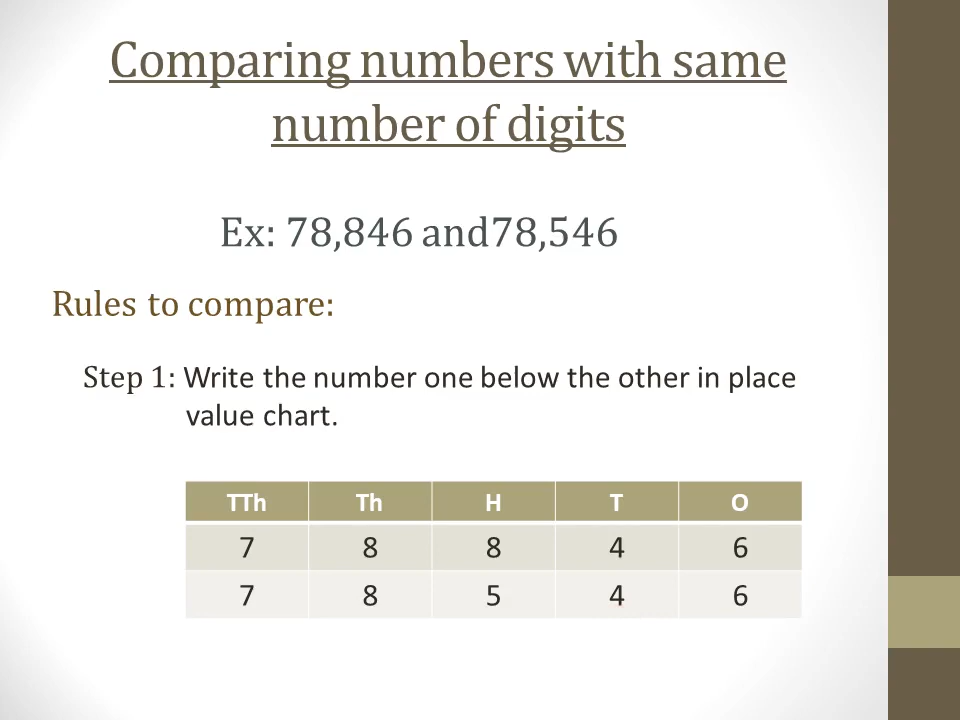 Comparing numbers with same
number of digits
Ex: 78,846 and78,546
Rules to compare:
Step 1: Write the number one below the other in place
value chart.
TTh Th H T O
7 8 8 4 6
7 8 5 4 6